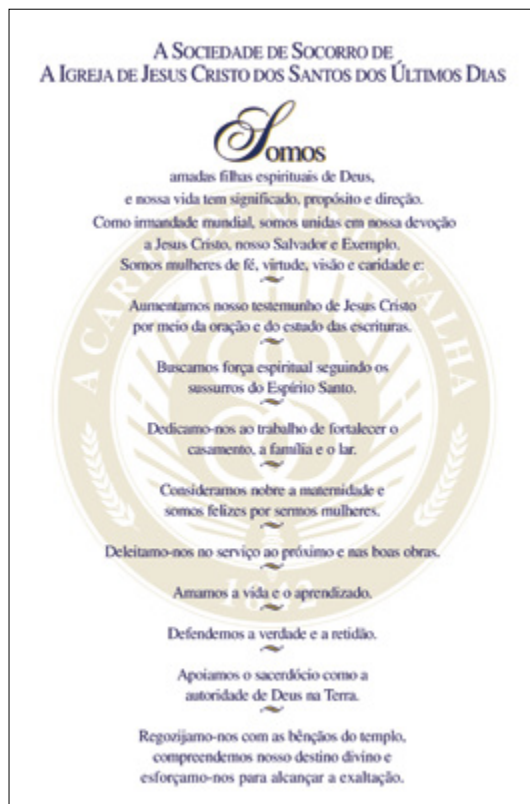 A SOCIEDADE DE SOCORRO DE
A IGREJA DE JESUS CRISTO DOS SANTOS DOS ÚLTIMOS DIAS
Somos
amadas filhas espirituais de Deus,
e nossa vida tem significado, propósito e direção.
Como irmandade mundial, somos unidas em nossa devoção
a Jesus Cristo, nosso Salvador e Exemplo.
Somos mulheres de fé, virtude, visão e caridade e:
Aumentamos nosso testemunho de Jesus Cristo
por meio da oração e do estudo das escrituras.
Buscamos força espiritual seguindo os
sussurros do Espírito Santo.
Dedicamo-nos ao trabalho de fortalecer o
casamento, a família e o lar.
Consideramos nobre a maternidade e
somos felizes por sermos mulheres.
Deleitamo-nos no serviço ao próximo e nas boas obras.
Amamos a vida e o aprendizado.
Defendemos a verdade e a retidão.
Apoiamos o sacerdócio como a
autoridade de Deus na Terra.
Regozijamo-nos com as bênçãos do templo,
compreendemos nosso destino divino e
esforçamo-nos para alcançar a exaltação.
A CARIDADE NUNCA FALHA
1842